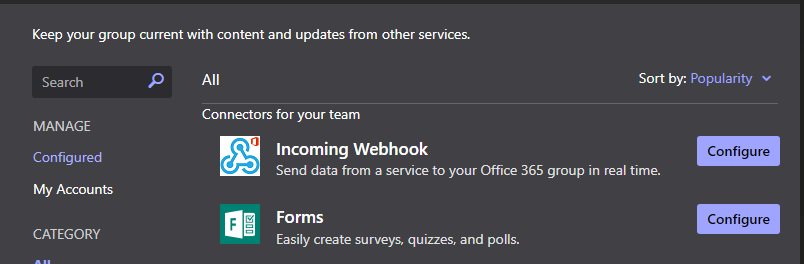 Keep your group current with content and updates from other services.
Search
All
Sort by: Popularity
MANAGE
Configured
My Accounts
CATEGORY
All
Connectors for your team
Incoming Webhook
Send data from a service to your Office 365 group in real time.
Configure
Forms
Easily create surveys, quizzes, and polls.
Configure